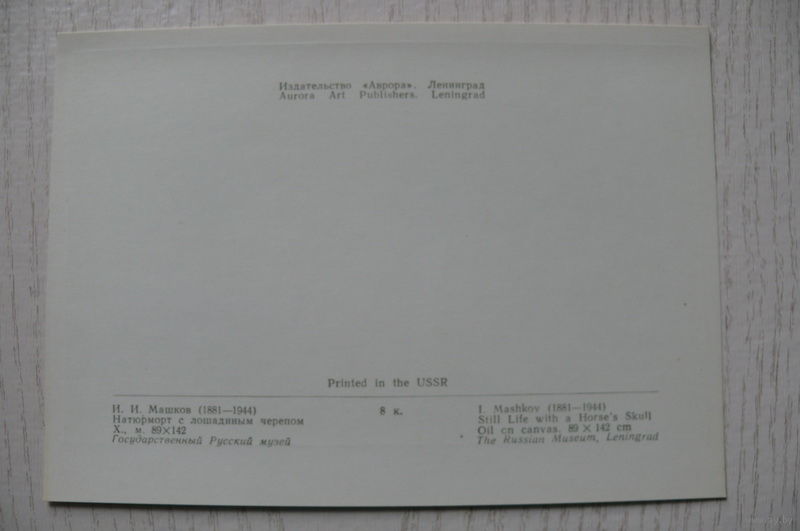 Издательство «Аврора». Ленинград
Aurora Art Publishers. Leningrad
Printed in the USSR
И. И. Машков (1881—1944)
Натюрморт с лошадиным черепом
Х., м. 89×142
Государственный Русский музей
8 к.
I. Mashkov (1881—1944)
Still Life with a Horse's Skull
Oil on canvas. 89 × 142 cm
The Russian Museum, Leningrad